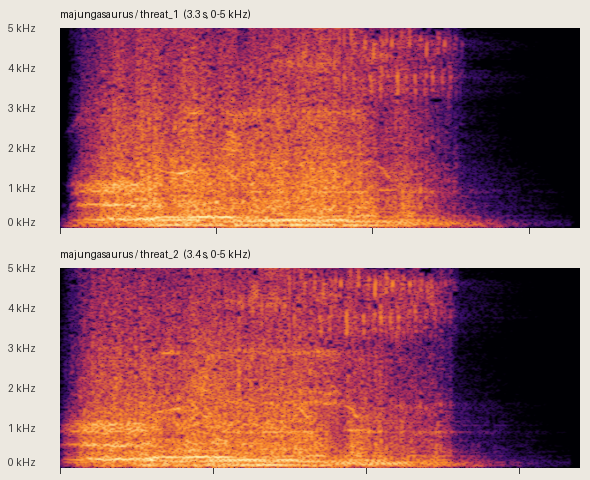 majungasaurus / threat_1 (3.3 s, 0-5 kHz)
5 kHz
4 kHz
3 kHz
2 kHz
1 kHz
0 kHz
majungasaurus / threat_2 (3.4 s, 0-5 kHz)
5 kHz
4 kHz
3 kHz
2 kHz
1 kHz
0 kHz